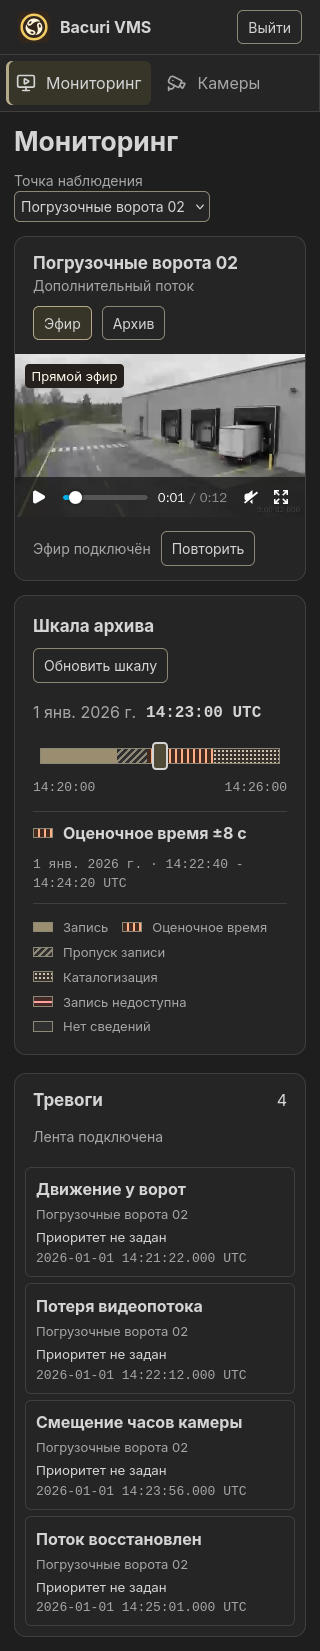 Bacuri VMS
Выйти
Мониторинг
Камеры
Мониторинг
Точка наблюдения
Погрузочные ворота 02
Погрузочные ворота 02
Дополнительный поток
Эфир
Архив
Прямой эфир
0:01 / 0:12
Эфир подключён
Повторить
Шкала архива
Обновить шкалу
1 янв. 2026 г. 14:23:00 UTC
14:20:00
14:26:00
Оценочное время ±8 с
1 янв. 2026 г. · 14:22:40 -
14:24:20 UTC
Запись
Оценочное время
Пропуск записи
Каталогизация
Запись недоступна
Нет сведений
Тревоги
4
Лента подключена
Движение у ворот
Погрузочные ворота 02
Приоритет не задан
2026-01-01 14:21:22.000 UTC
Потеря видеопотока
Погрузочные ворота 02
Приоритет не задан
2026-01-01 14:22:12.000 UTC
Смещение часов камеры
Погрузочные ворота 02
Приоритет не задан
2026-01-01 14:23:56.000 UTC
Поток восстановлен
Погрузочные ворота 02
Приоритет не задан
2026-01-01 14:25:01.000 UTC